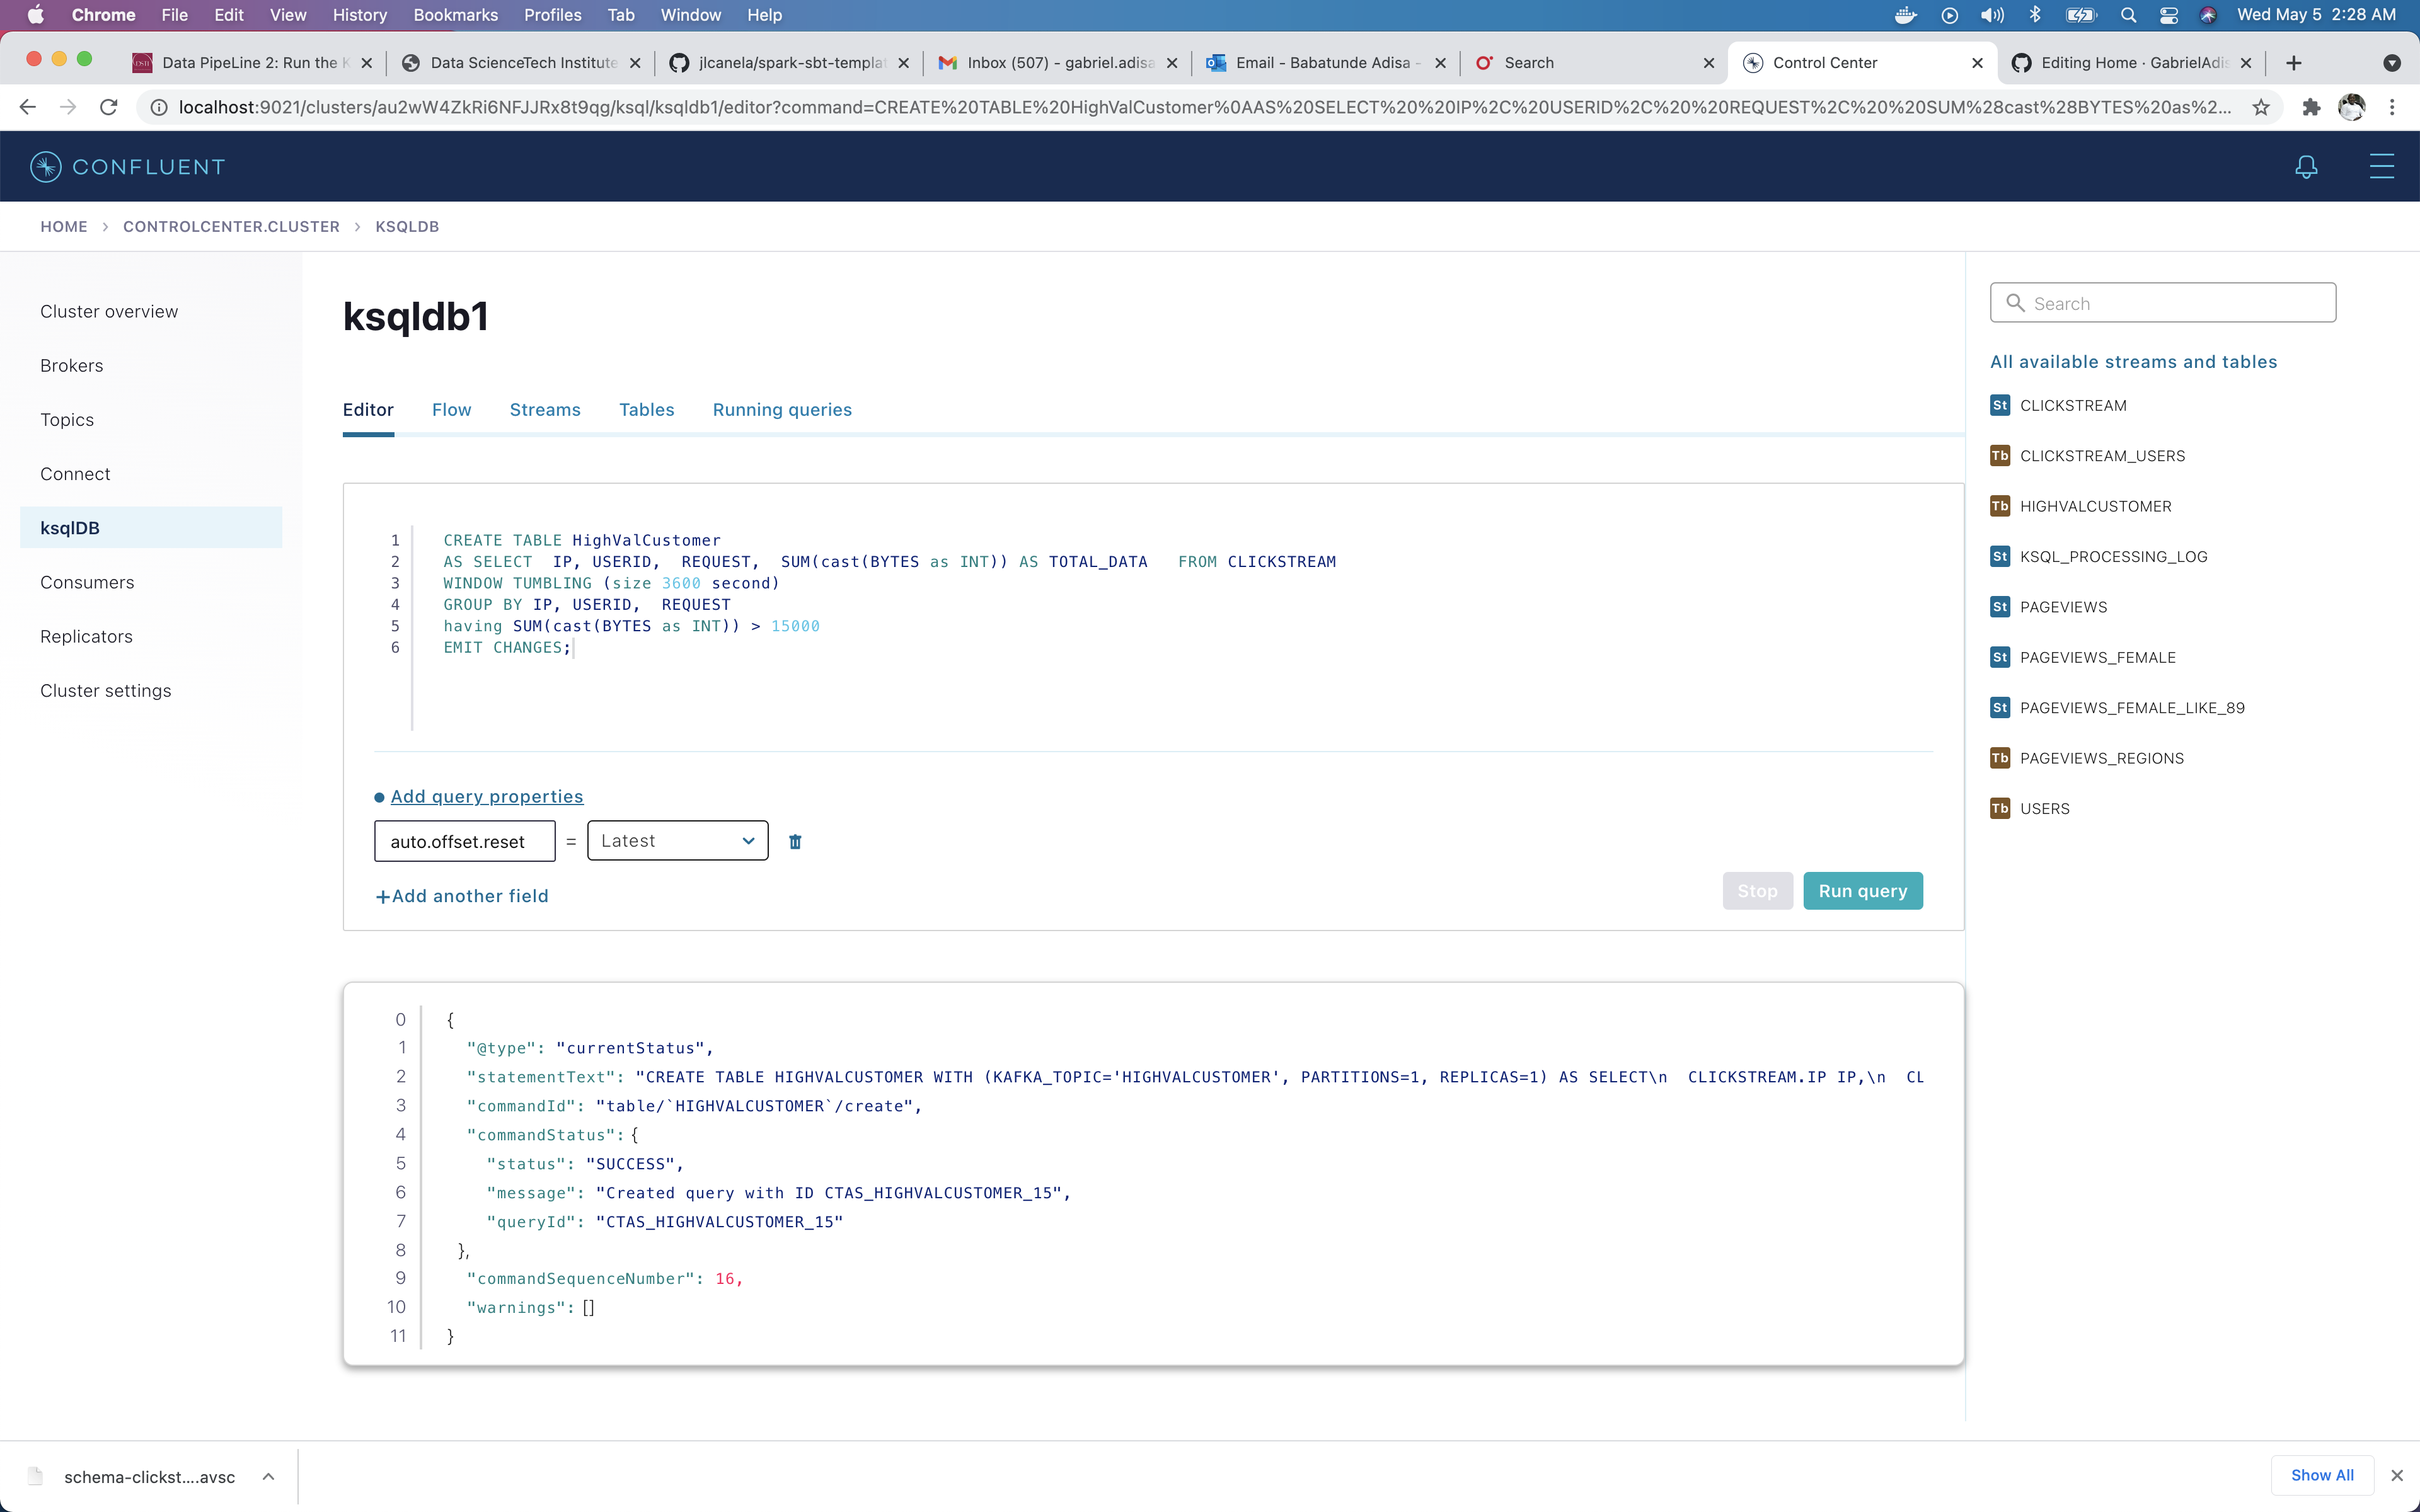 Chrome File Edit View History Bookmarks Profiles Tab Window Help Wed May 5 2:28 AM
Data PipeLine 2: Run the K Data ScienceTech Institute jlcanela/spark-sbt-templat Inbox (507) - gabriel.adisa Email - Babatunde Adisa - Search Control Center Editing Home · GabrielAdis
localhost:9021/clusters/au2wW4ZkRi6NFJJRx8t9qg/ksql/ksqldb1/editor?command=CREATE%20TABLE%20HighValCustomer%0AAS%20SELECT%20%20IP%2C%20USERID%2C%20%20REQUEST%2C%20%20SUM%28cast%28BYTES%20as%2...
CONFLUENT
HOME > CONTROLCENTER.CLUSTER > KSQLDB
Cluster overview
Brokers
Topics
Connect
ksqlDB
Consumers
Replicators
Cluster settings
ksqldb1
Editor Flow Streams Tables Running queries
1 CREATE TABLE HighValCustomer
2 AS SELECT  IP, USERID,  REQUEST,  SUM(cast(BYTES as INT)) AS TOTAL_DATA   FROM CLICKSTREAM
3 WINDOW TUMBLING (size 3600 second)
4 GROUP BY IP, USERID,  REQUEST
5 having SUM(cast(BYTES as INT)) > 15000
6 EMIT CHANGES;
Add query properties
auto.offset.reset = Latest
+Add another field
Stop Run query
0 {
1 "@type": "currentStatus",
2 "statementText": "CREATE TABLE HIGHVALCUSTOMER WITH (KAFKA_TOPIC='HIGHVALCUSTOMER', PARTITIONS=1, REPLICAS=1) AS SELECT\n  CLICKSTREAM.IP IP,\n  CL
3 "commandId": "table/`HIGHVALCUSTOMER`/create",
4 "commandStatus": {
5 "status": "SUCCESS",
6 "message": "Created query with ID CTAS_HIGHVALCUSTOMER_15",
7 "queryId": "CTAS_HIGHVALCUSTOMER_15"
8 },
9 "commandSequenceNumber": 16,
10 "warnings": []
11 }
Search
All available streams and tables
St CLICKSTREAM
Tb CLICKSTREAM_USERS
Tb HIGHVALCUSTOMER
St KSQL_PROCESSING_LOG
St PAGEVIEWS
St PAGEVIEWS_FEMALE
St PAGEVIEWS_FEMALE_LIKE_89
Tb PAGEVIEWS_REGIONS
Tb USERS
schema-clickst....avsc
Show All